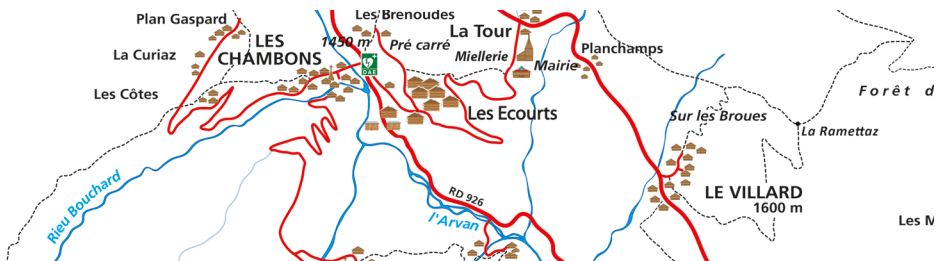 Plan Gaspard
Les Brenoudes
La Tour
LES
CHAMBONS
1450 m
Pré carré
Miellerie
Mairie
Planchamps
La Curiaz
DAE
Les Côtes
Les Ecourts
Forêt d
Sur les Broues
La Ramettaz
Rieu Bouchard
RD 926
l'Arvan
LE VILLARD
1600 m
Les M